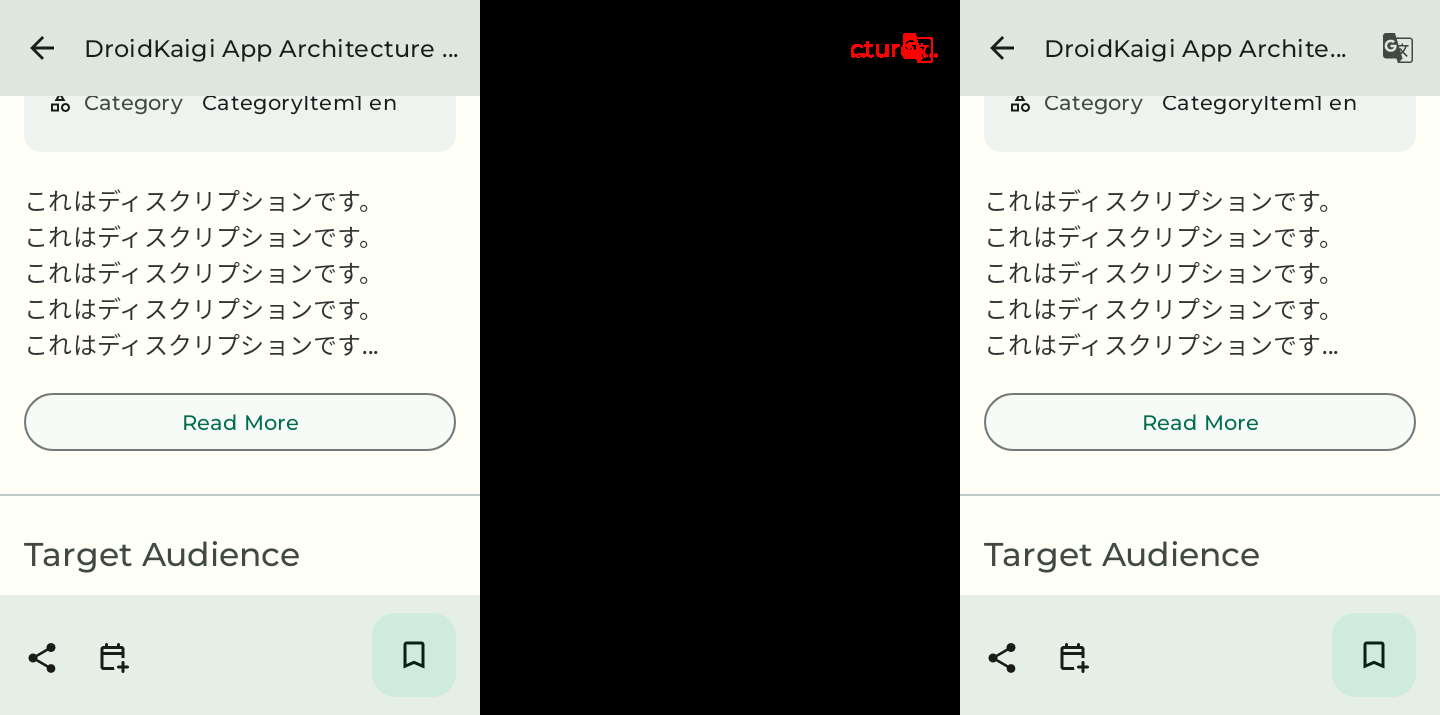 DroidKaigi App Architecture ...
Category CategoryItem1 en
これはディスクリプションです。
これはディスクリプションです。
これはディスクリプションです。
これはディスクリプションです。
これはディスクリプションです...
Read More
Target Audience
cture
DroidKaigi App Archite...
G 文
Category CategoryItem1 en
これはディスクリプションです。
これはディスクリプションです。
これはディスクリプションです。
これはディスクリプションです。
これはディスクリプションです...
Read More
Target Audience